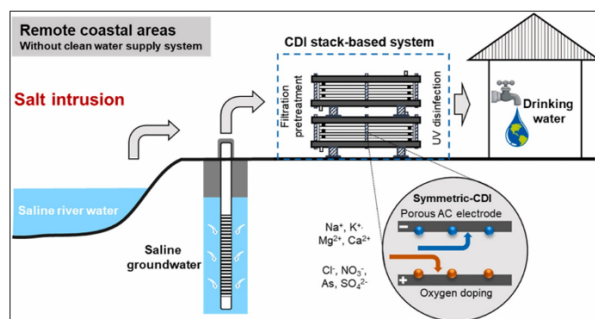 Remote coastal areas
Without clean water supply system
Salt intrusion
Saline river water
Saline
groundwater
CDI stack-based system
Filtration
pretreatment
UV disinfection
Drinking
water
Symmetric-CDI
Porous AC electrode
−
Na⁺, K⁺,
Mg²⁺, Ca²⁺
Cl⁻, NO₃⁻,
As, SO₄²⁻
+
Oxygen doping